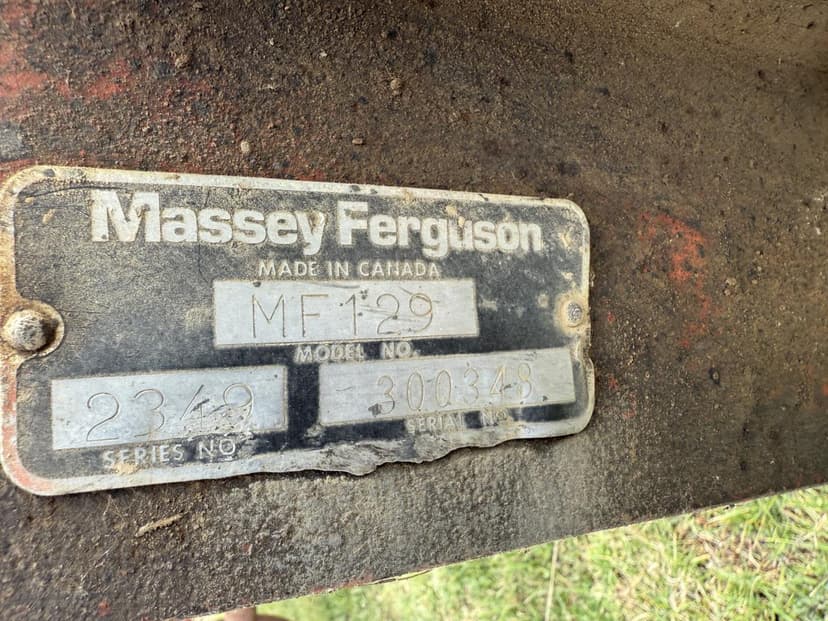 Massey Ferguson
MADE IN CANADA
MF129
MODEL NO.
2349 300348
SERIES NO SERIAL NO.